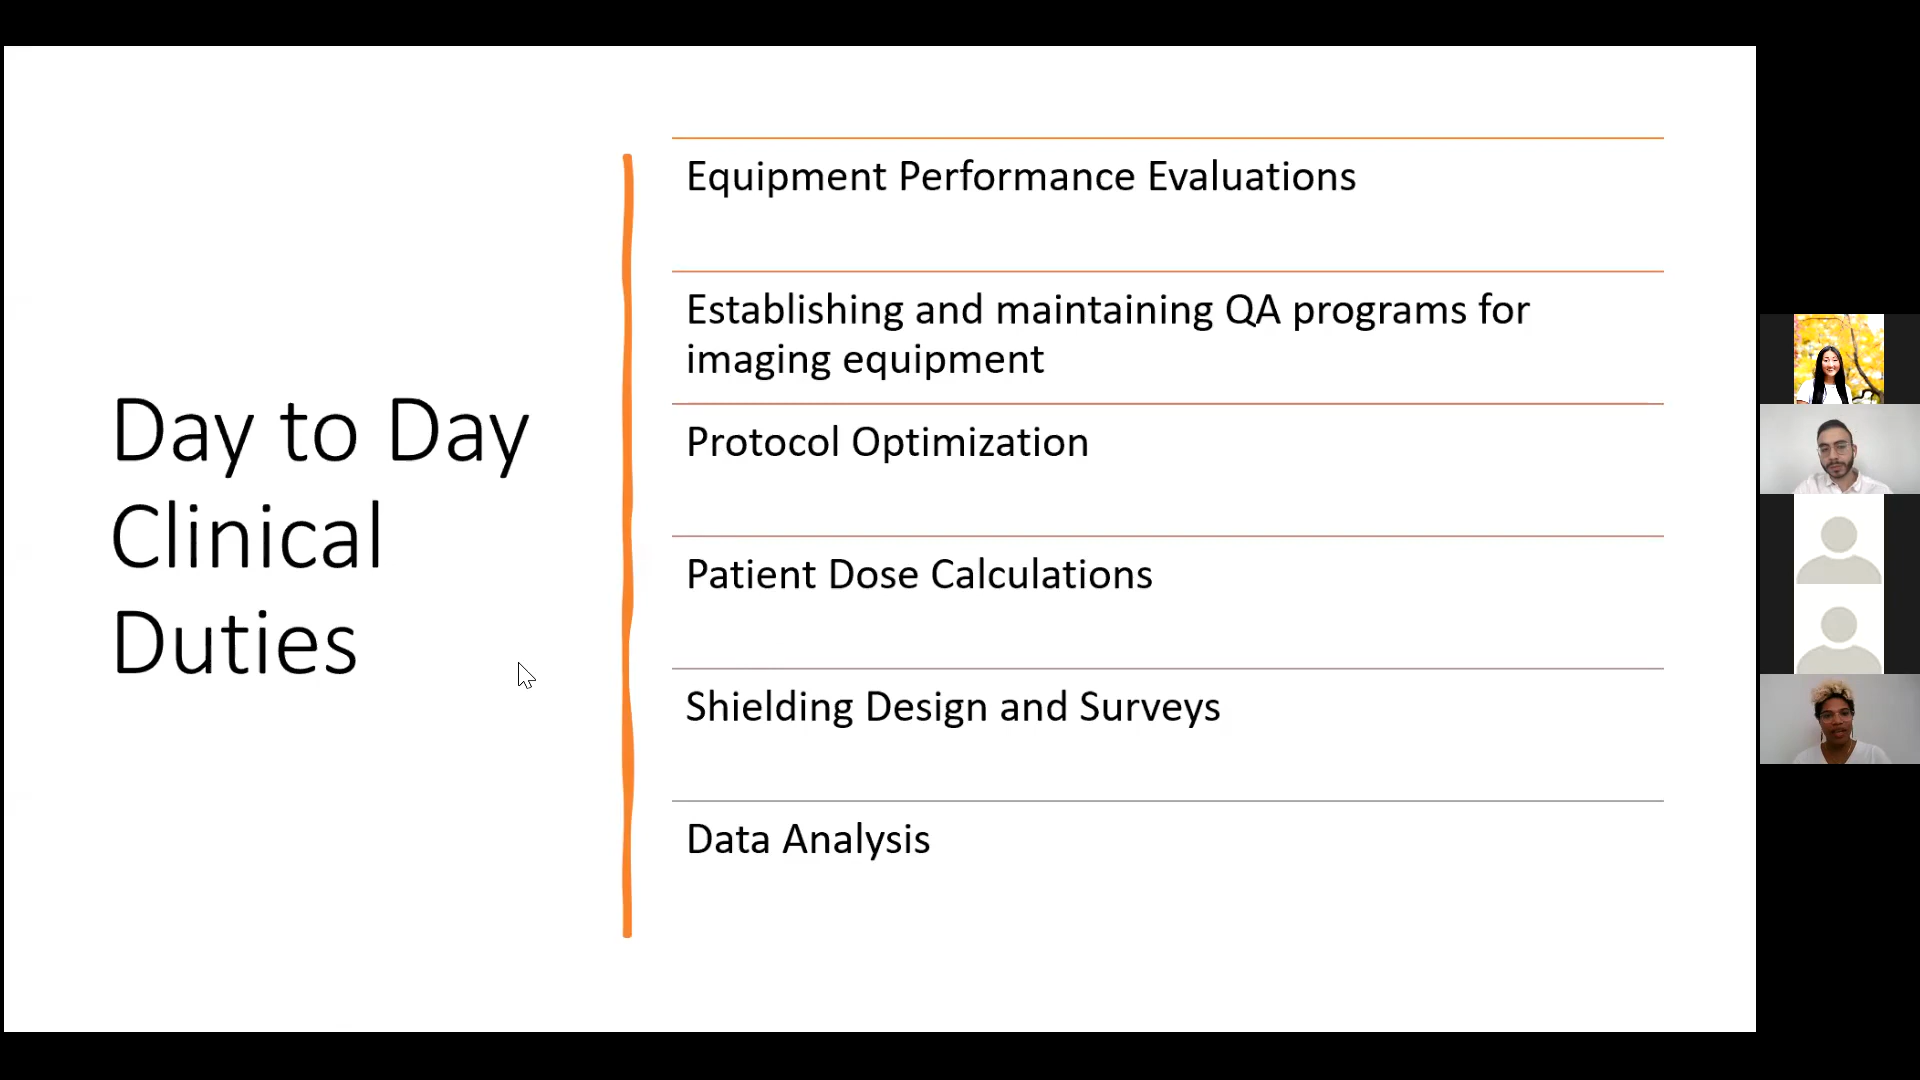 Day to Day
Clinical
Duties
Equipment Performance Evaluations
Establishing and maintaining QA programs for
imaging equipment
Protocol Optimization
Patient Dose Calculations
Shielding Design and Surveys
Data Analysis